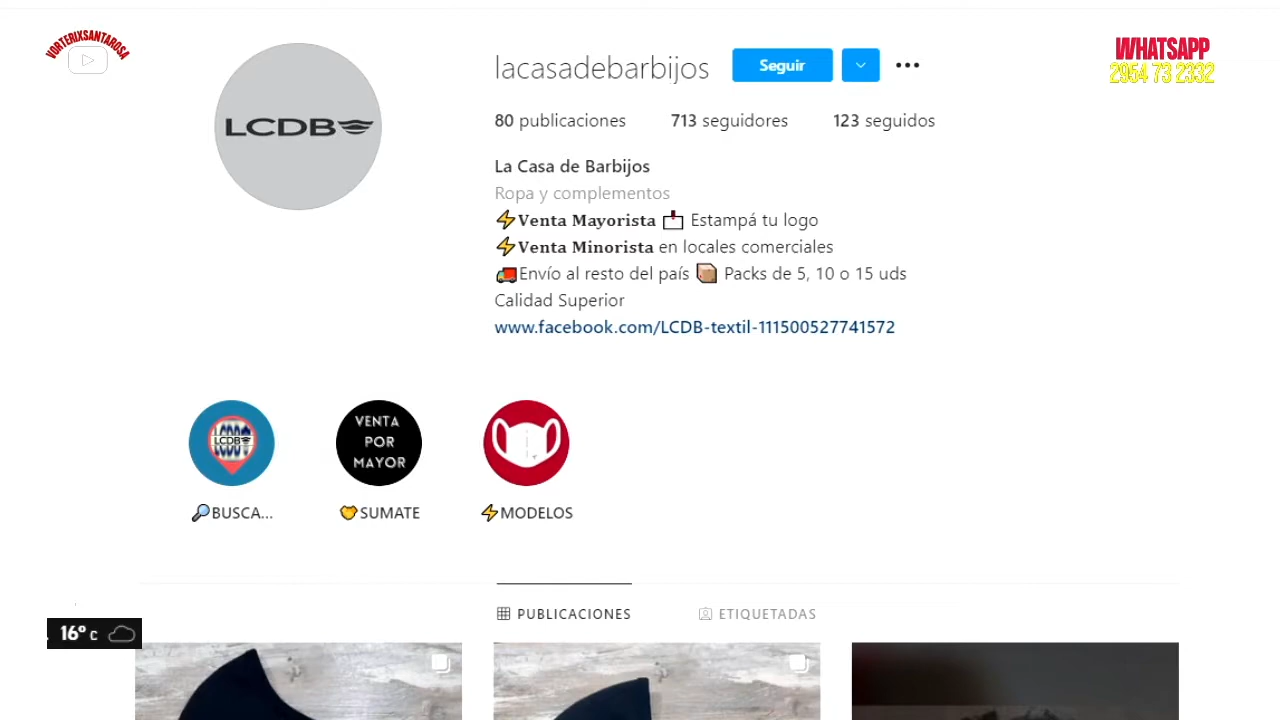 VORTERIXSANTAROSA
WHATSAPP
2954 73 2332
LCDB
lacasadebarbijos
Seguir
80 publicaciones 713 seguidores 123 seguidos
La Casa de Barbijos
Ropa y complementos
⚡Venta Mayorista Estampá tu logo
⚡Venta Minorista en locales comerciales
🚚Envío al resto del país 📦 Packs de 5, 10 o 15 uds
Calidad Superior
www.facebook.com/LCDB-textil-111500527741572
LCDB
VENTA
POR
MAYOR
🔎BUSCA...
SUMATE
⚡MODELOS
PUBLICACIONES
ETIQUETADAS
16° c